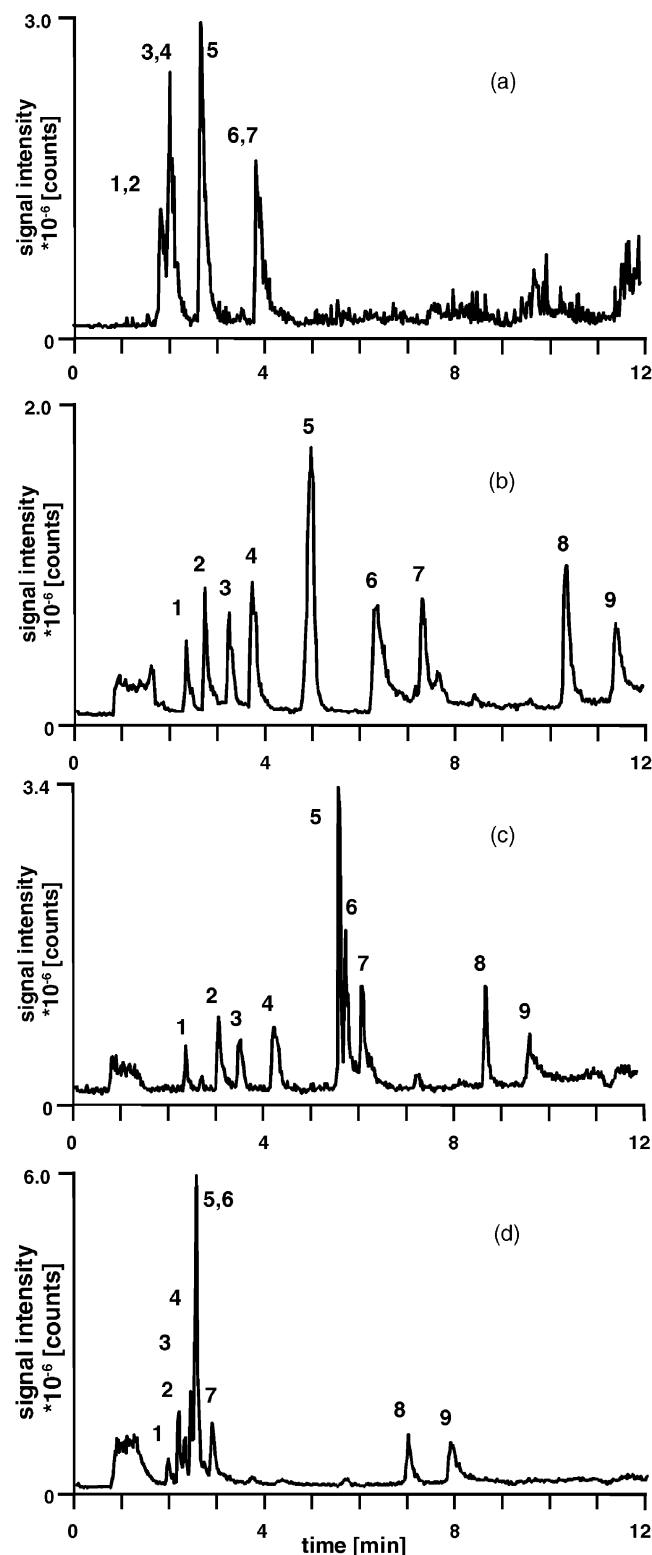 3.0
3,4
5
(a)
6,7
1,2
signal intensity
*10-6 [counts]
0
0 4 8 12
2.0
5
(b)
8
4
2
6
7
9
3
1
signal intensity
*10-6 [counts]
0
0 4 8 12
3.4
5
(c)
6
7
8
2
4
9
3
1
signal intensity
*10-6 [counts]
0
0 4 8 12
6.0
5,6
(d)
4
3
2
7
8
9
1
signal intensity
*10-6 [counts]
0
0 4 8 12
time [min]